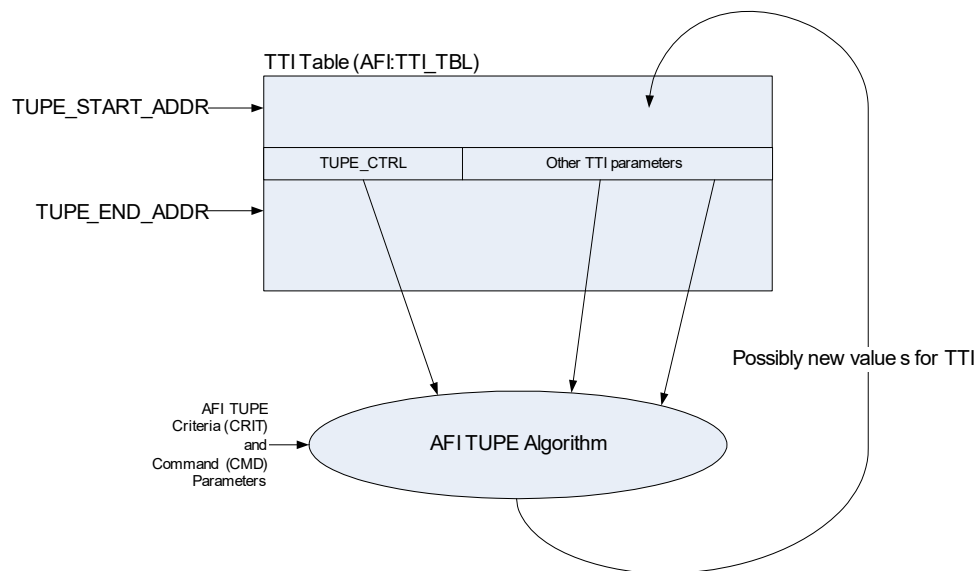 TTI Table (AFI:TTI_TBL)
TUPE_START_ADDR
TUPE_CTRL
Other TTI parameters
TUPE_END_ADDR
Possibly new value s for TTI
AFI TUPE
Criteria (CRIT)
and
Command (CMD)
Parameters
AFI TUPE Algorithm